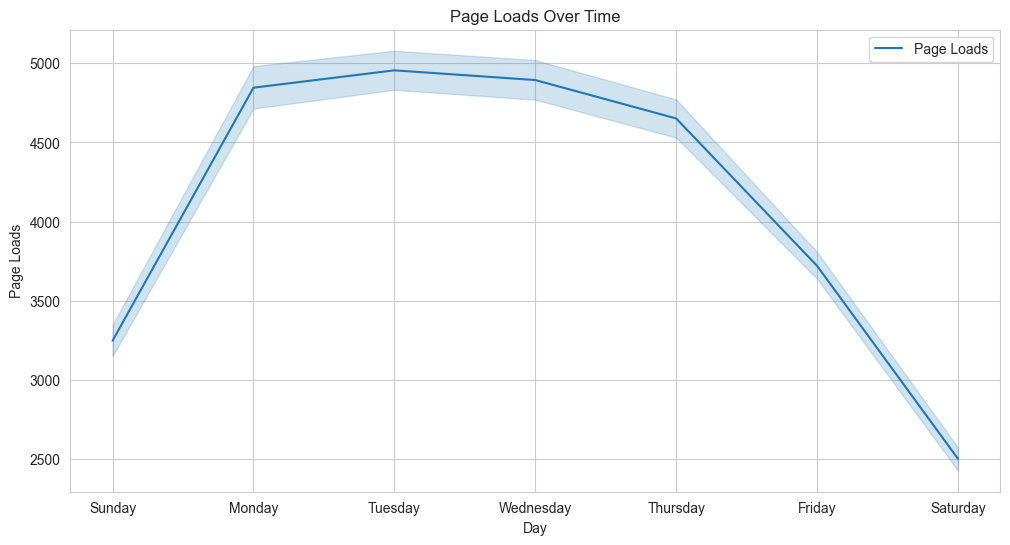 Page Loads Over Time
Page Loads
5000
4500
4000
3500
3000
2500
Page Loads
Sunday Monday Tuesday Wednesday Thursday Friday Saturday
Day